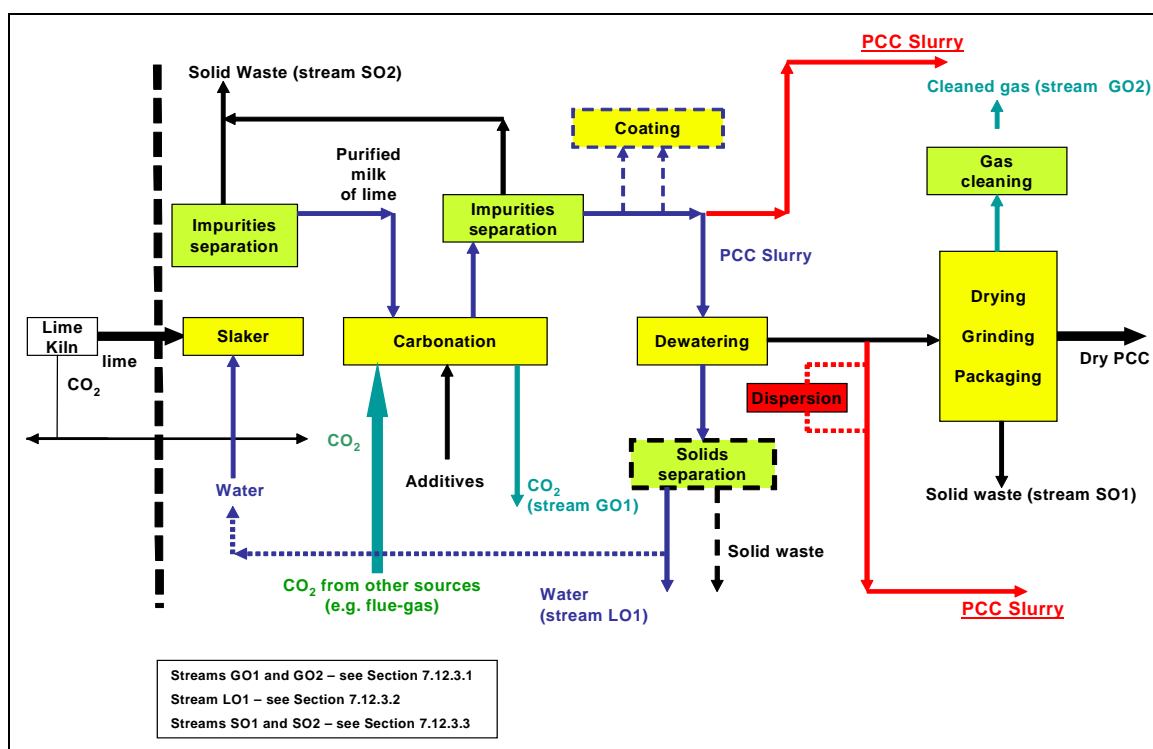 PCC Slurry
Solid Waste (stream SO2)
Cleaned gas (stream GO2)
Coating
Purified
milk
of lime
Gas
cleaning
Impurities
separation
Impurities
separation
PCC Slurry
Drying
Grinding
Packaging
Lime
Kiln
lime
Slaker
Carbonation
Dewatering
Dry PCC
CO2
Dispersion
CO2
Solids
separation
Additives
Water
CO2
(stream GO1)
Solid waste (stream SO1)
Solid waste
CO2 from other sources
(e.g. flue-gas)
Water
(stream LO1)
PCC Slurry
Streams GO1 and GO2 – see Section 7.12.3.1
Stream LO1 – see Section 7.12.3.2
Streams SO1 and SO2 – see Section 7.12.3.3